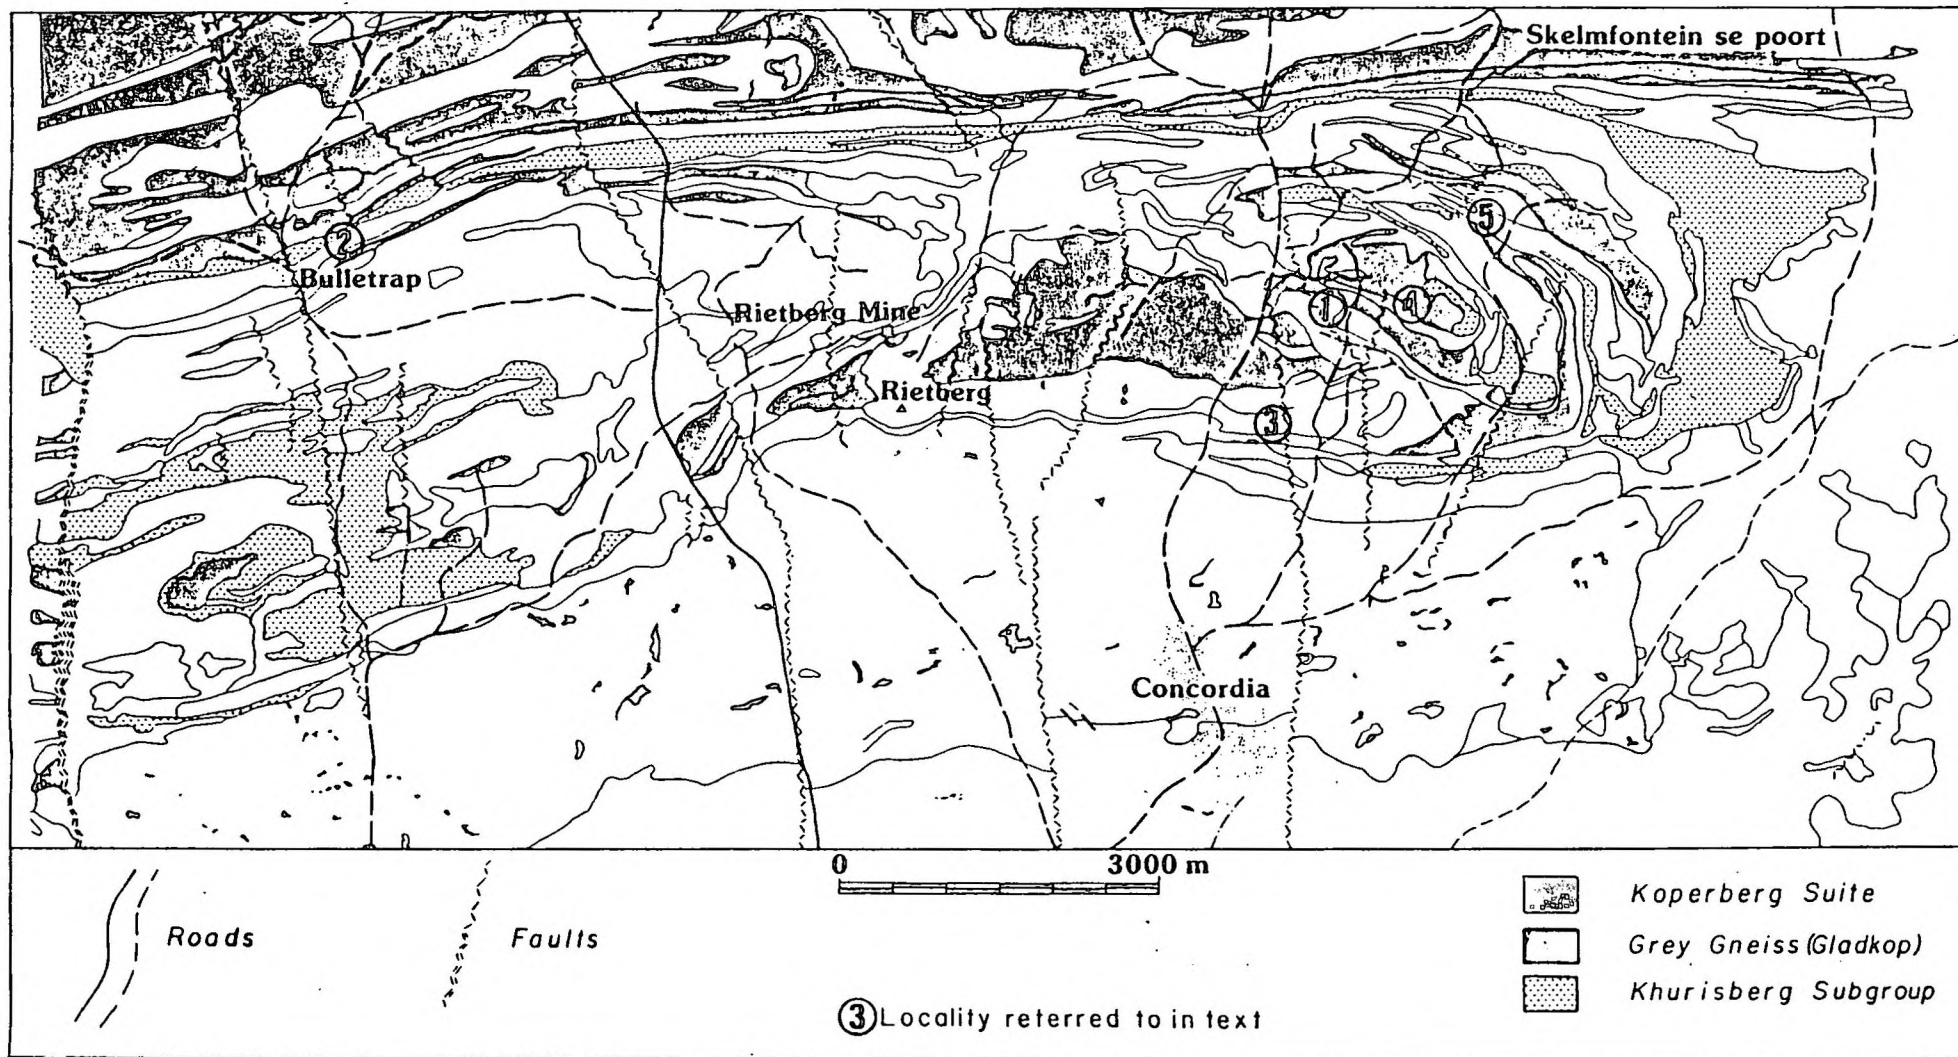 Skelmfontein se poort
5
2
Bulletrap
Rietberg Mine
1
4
Rietberg
3
Concordia
0 3000 m
Roads
Faults
Koperberg Suite
Grey Gneiss (Gladkop)
Khurisberg Subgroup
3 Locality referred to in text